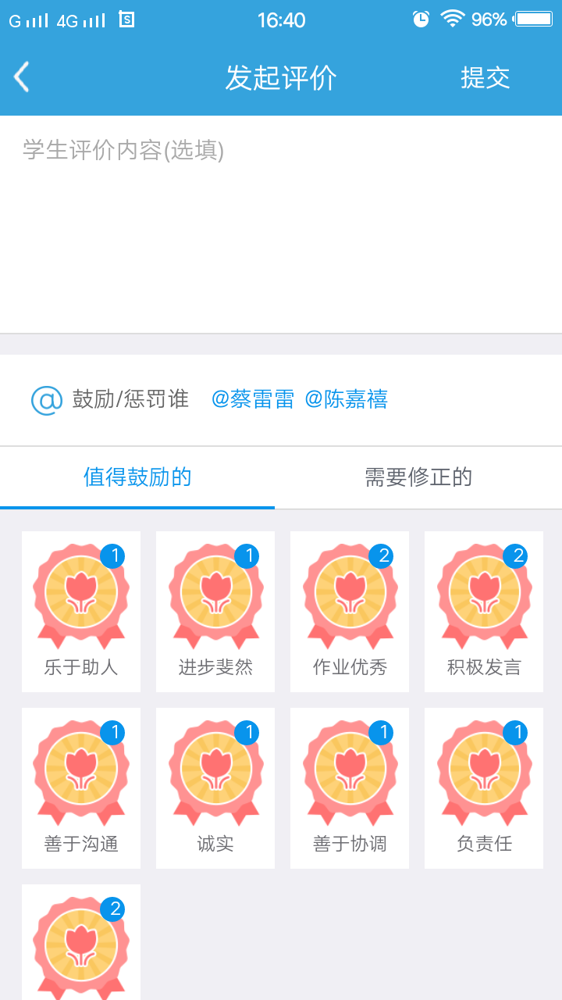 G 4G S 16:40 96%
发起评价 提交
学生评价内容(选填)
@ 鼓励/惩罚谁 @蔡雷雷 @陈嘉禧
值得鼓励的 需要修正的
1 1 2 2
乐于助人 进步斐然 作业优秀 积极发言
1 1 1 1
善于沟通 诚实 善于协调 负责任
2